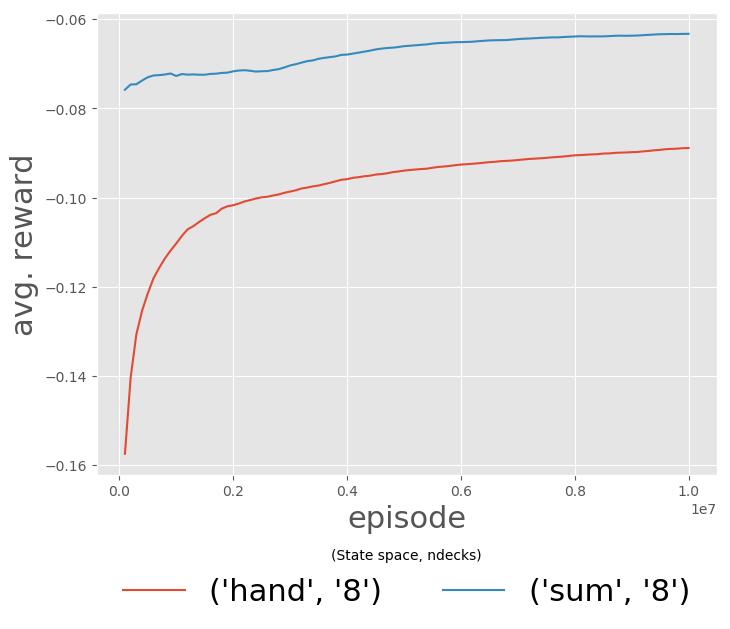 −0.06
−0.08
−0.10
−0.12
−0.14
−0.16
avg. reward
0.0 0.2 0.4 0.6 0.8 1.0
1e7
episode
(State space, ndecks)
('hand', '8') ('sum', '8')